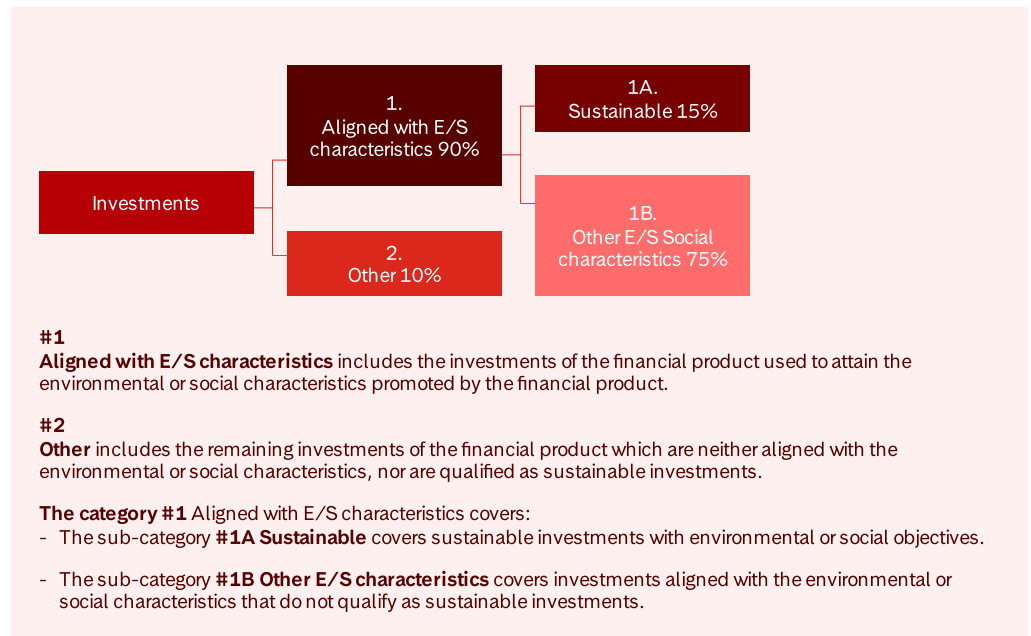 1.
Aligned with E/S
characteristics 90%
1A.
Sustainable 15%
Investments
1B.
Other E/S Social
characteristics 75%
2.
Other 10%
#1
Aligned with E/S characteristics includes the investments of the financial product used to attain the
environmental or social characteristics promoted by the financial product.
#2
Other includes the remaining investments of the financial product which are neither aligned with the
environmental or social characteristics, nor are qualified as sustainable investments.
The category #1 Aligned with E/S characteristics covers:
- The sub-category #1A Sustainable covers sustainable investments with environmental or social objectives.
- The sub-category #1B Other E/S characteristics covers investments aligned with the environmental or
social characteristics that do not qualify as sustainable investments.